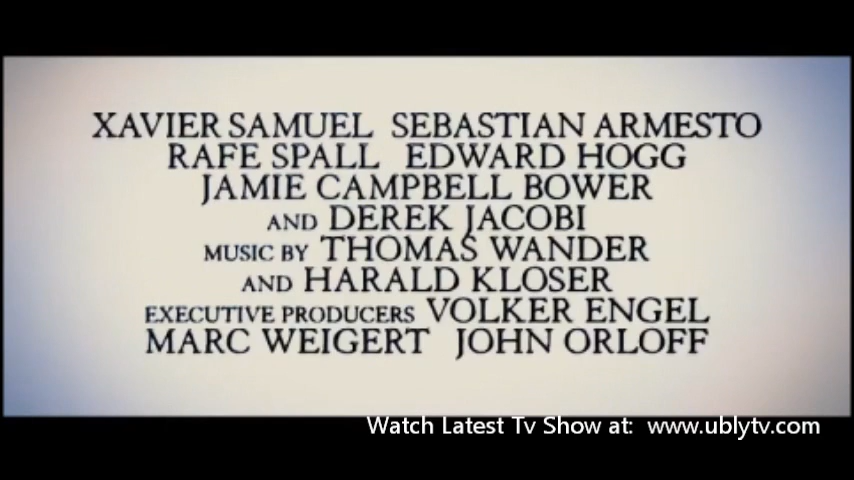 XAVIER SAMUEL SEBASTIAN ARMESTO
RAFE SPALL EDWARD HOGG
JAMIE CAMPBELL BOWER
AND DEREK JACOBI
MUSIC BY THOMAS WANDER
AND HARALD KLOSER
EXECUTIVE PRODUCERS VOLKER ENGEL
MARC WEIGERT JOHN ORLOFF
Watch Latest Tv Show at: www.ublytv.com